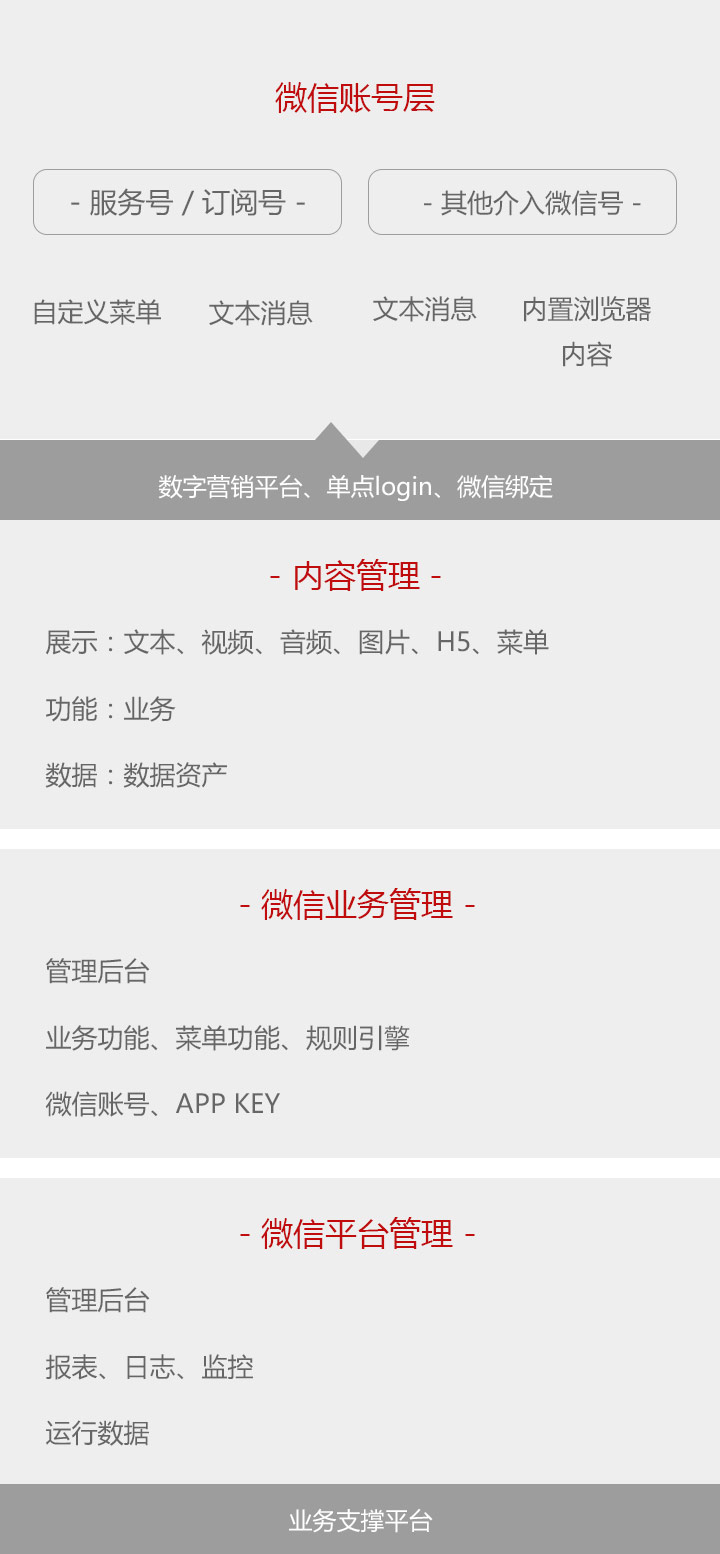 微信账号层
- 服务号 / 订阅号 -
- 其他介入微信号 -
自定义菜单
文本消息
文本消息
内置浏览器
内容
数字营销平台、单点login、微信绑定
- 内容管理 -
展示：文本、视频、音频、图片、H5、菜单
功能：业务
数据：数据资产
- 微信业务管理 -
管理后台
业务功能、菜单功能、规则引擎
微信账号、APP KEY
- 微信平台管理 -
管理后台
报表、日志、监控
运行数据
业务支撑平台